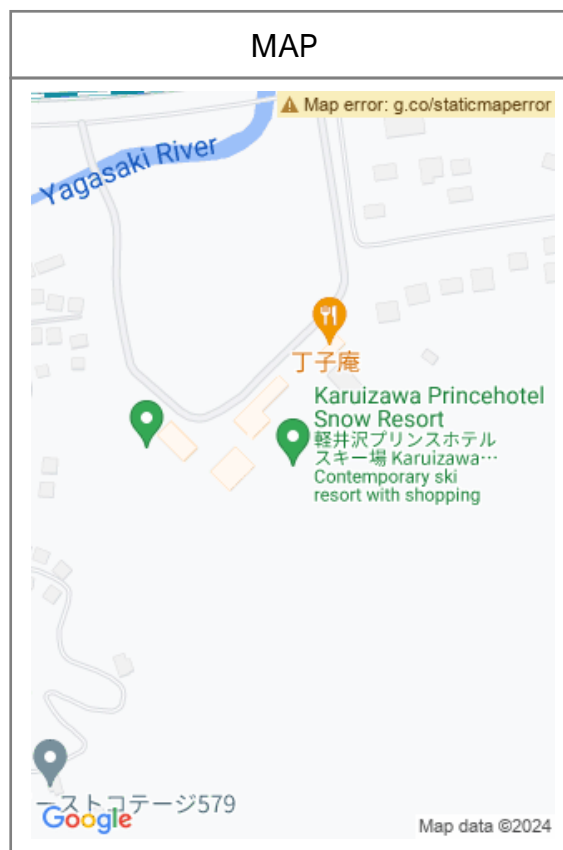 MAP
Map error: g.co/staticmaperror
Yagasaki River
丁子庵
Karuizawa Princehotel
Snow Resort
軽井沢プリンスホテル
スキー場 Karuizawa…
Contemporary ski
resort with shopping
ーストコテージ579
Google
Map data ©2024